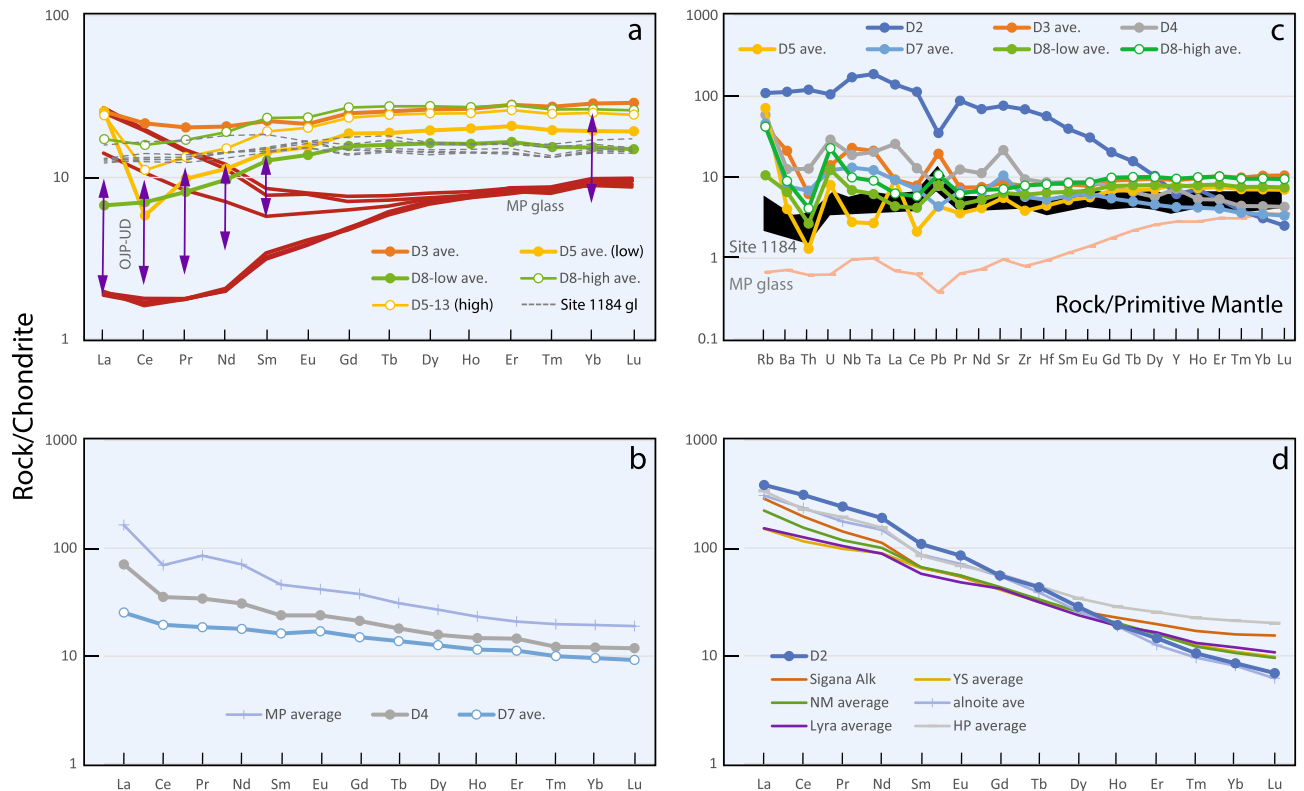 Rock/Chondrite
100
10
1
a
OJP-UD
MP glass
D3 ave.
D5 ave. (low)
D8-low ave.
D8-high ave.
D5-13 (high)
Site 1184 gl
La Ce Pr Nd Sm Eu Gd Tb Dy Ho Er Tm Yb Lu
1000
100
10
1
0.1
c
D2
D3 ave.
D4
D5 ave.
D7 ave.
D8-low ave.
D8-high ave.
Site 1184
MP glass
Rock/Primitive Mantle
Rb Ba Th U Nb Ta La Ce Pb Pr Nd Sr Zr Hf Sm Eu Gd Tb Dy Y Ho Er Tm Yb Lu
1000
100
10
1
b
MP average
D4
D7 ave.
La Ce Pr Nd Sm Eu Gd Tb Dy Ho Er Tm Yb Lu
1000
100
10
1
d
D2
Sigana Alk
YS average
NM average
alnoite ave
Lyra average
HP average
La Ce Pr Nd Sm Eu Gd Tb Dy Ho Er Tm Yb Lu